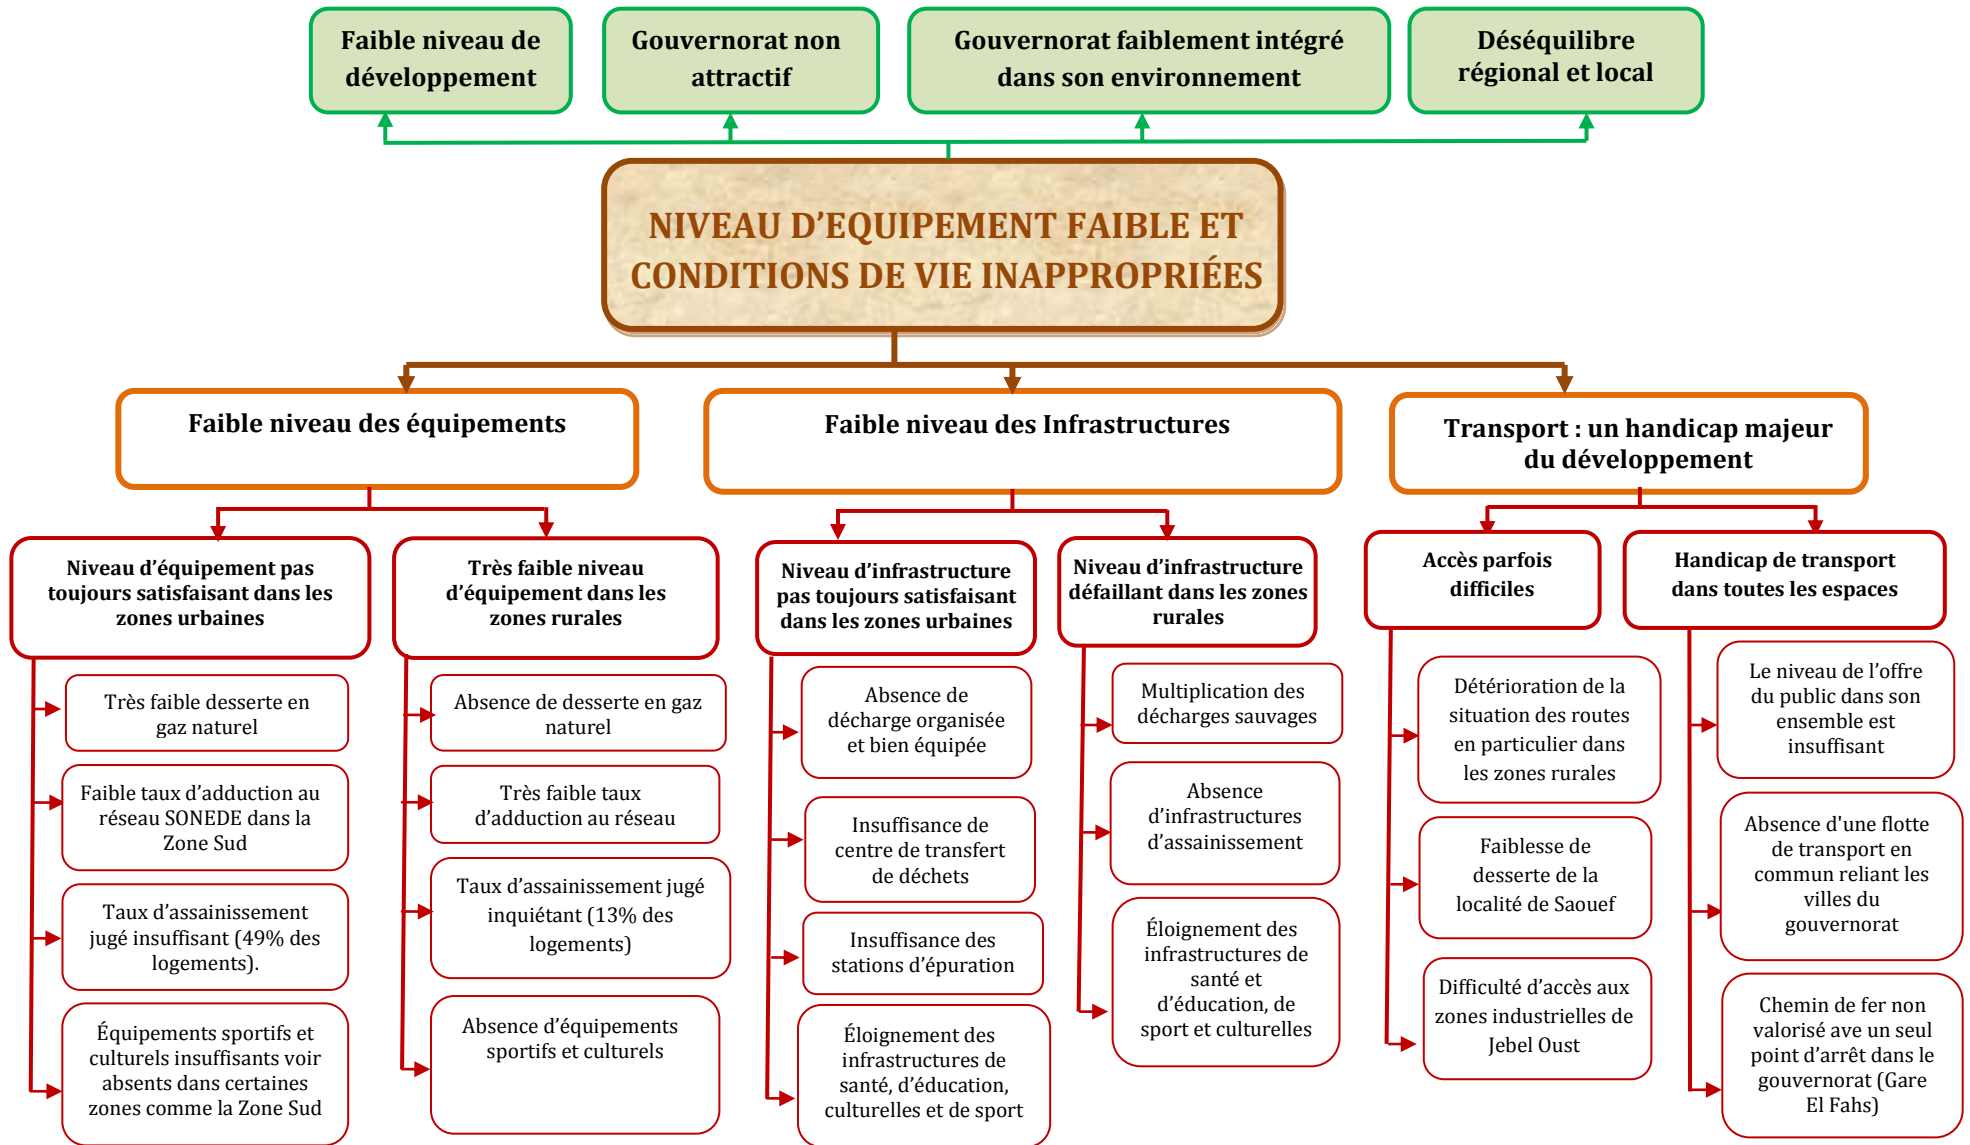 Faible niveau de
développement
Gouvernorat non
attractif
Gouvernorat faiblement intégré
dans son environnement
Déséquilibre
régional et local
NIVEAU D’EQUIPEMENT FAIBLE ET
CONDITIONS DE VIE INAPPROPRIÉES
Faible niveau des équipements
Faible niveau des Infrastructures
Transport : un handicap majeur
du développement
Niveau d’équipement pas
toujours satisfaisant dans les
zones urbaines
Très faible niveau
d’équipement dans les
zones rurales
Niveau d’infrastructure
pas toujours satisfaisant
dans les zones urbaines
Niveau d’infrastructure
défaillant dans les zones
rurales
Accès parfois
difficiles
Handicap de transport
dans toutes les espaces
Très faible desserte en
gaz naturel
Faible taux d’adduction au
réseau SONEDE dans la
Zone Sud
Taux d’assainissement
jugé insuffisant (49% des
logements).
Équipements sportifs et
culturels insuffisants voir
absents dans certaines
zones comme la Zone Sud
Absence de desserte en gaz
naturel
Très faible taux
d’adduction au réseau
Taux d’assainissement jugé
inquiétant (13% des
logements)
Absence d’équipements
sportifs et culturels
Absence de
décharge organisée
et bien équipée
Insuffisance de
centre de transfert
de déchets
Insuffisance des
stations d’épuration
Éloignement des
infrastructures de
santé, d’éducation,
culturelles et de sport
Multiplication des
décharges sauvages
Absence
d’infrastructures
d’assainissement
Éloignement des
infrastructures de
santé et
d’éducation, de
sport et culturelles
Détérioration de la
situation des routes
en particulier dans
les zones rurales
Faiblesse de
desserte de la
localité de Saouef
Difficulté d’accès aux
zones industrielles de
Jebel Oust
Le niveau de l’offre
du public dans son
ensemble est
insuffisant
Absence d'une flotte
de transport en
commun reliant les
villes du
gouvernorat
Chemin de fer non
valorisé ave un seul
point d’arrêt dans le
gouvernorat (Gare
El Fahs)